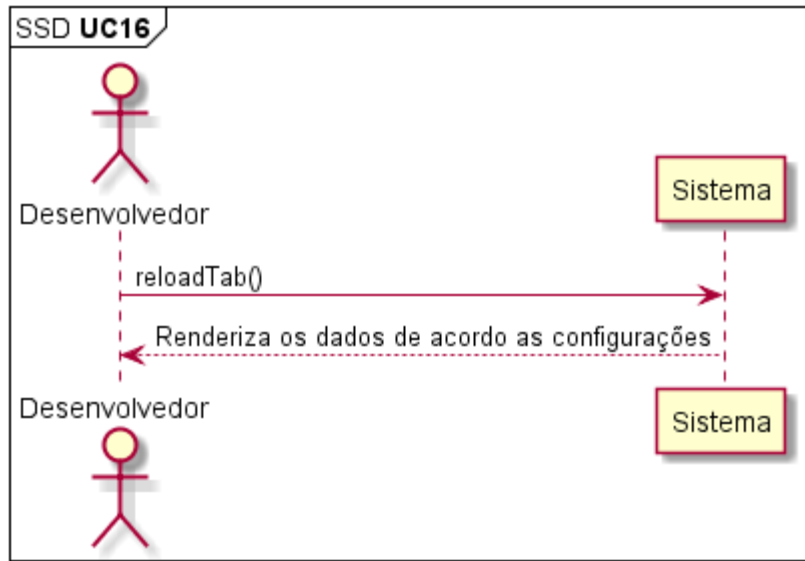 SSD UC16
Desenvolvedor
Sistema
reloadTab()
Renderiza os dados de acordo as configurações
Desenvolvedor
Sistema